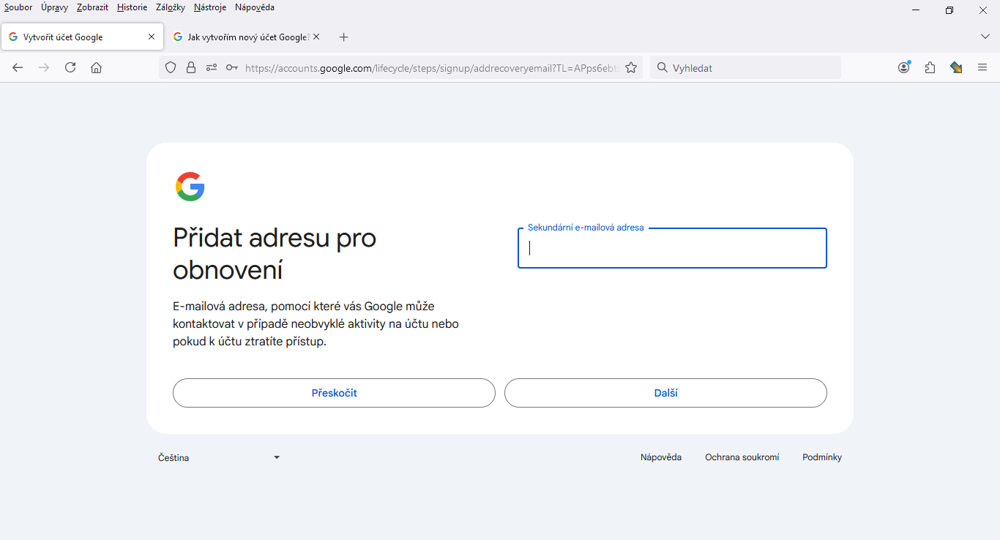 Soubor Úpravy Zobrazit Historie Záložky Nástroje Nápověda
Vytvořit účet Google
Jak vytvořím nový účet Google?
https://accounts.google.com/lifecycle/steps/signup/addrecoveryemail?TL=APps6ebt
Vyhledat
Přidat adresu pro
obnovení
E-mailová adresa, pomocí které vás Google může
kontaktovat v případě neobvyklé aktivity na účtu nebo
pokud k účtu ztratíte přístup.
Sekundární e-mailová adresa
Přeskočit
Další
Čeština
Nápověda Ochrana soukromí Podmínky